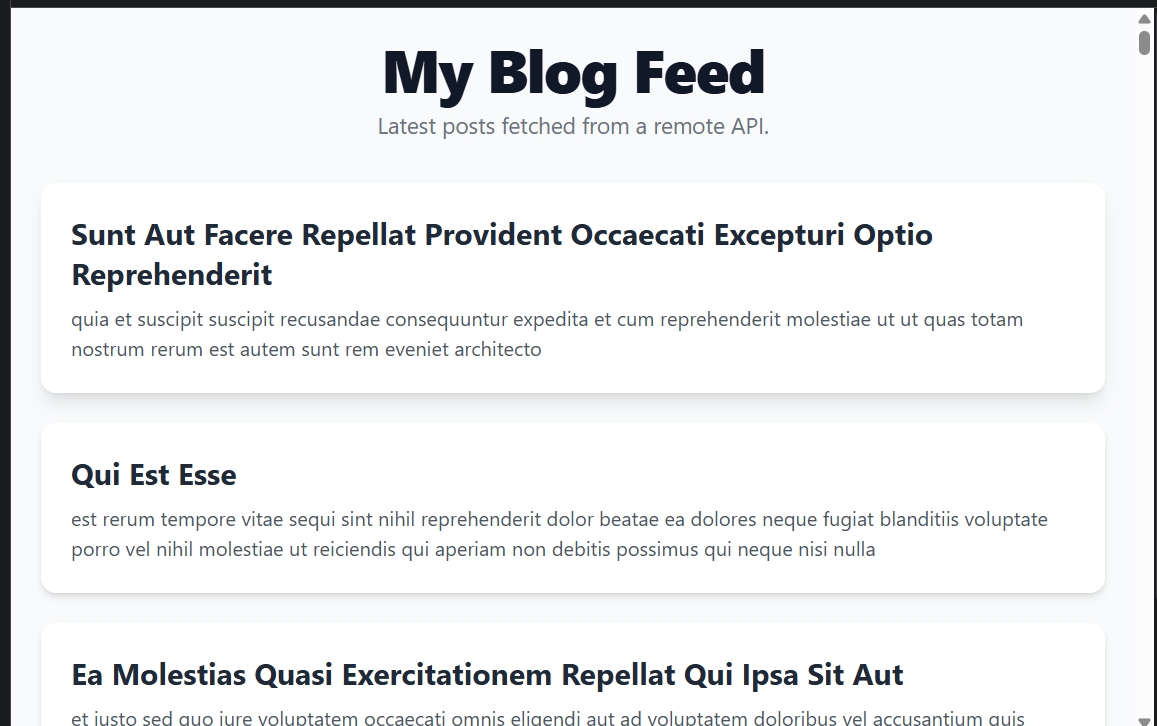 My Blog Feed
Latest posts fetched from a remote API.
Sunt Aut Facere Repellat Provident Occaecati Excepturi Optio
Reprehenderit
quia et suscipit suscipit recusandae consequuntur expedita et cum reprehenderit molestiae ut ut quas totam
nostrum rerum est autem sunt rem eveniet architecto
Qui Est Esse
est rerum tempore vitae sequi sint nihil reprehenderit dolor beatae ea dolores neque fugiat blanditiis voluptate
porro vel nihil molestiae ut reiciendis qui aperiam non debitis possimus qui neque nisi nulla
Ea Molestias Quasi Exercitationem Repellat Qui Ipsa Sit Aut
et iusto sed quo iure voluptatem occaecati omnis eligendi aut ad voluptatem doloribus vel accusantium quis